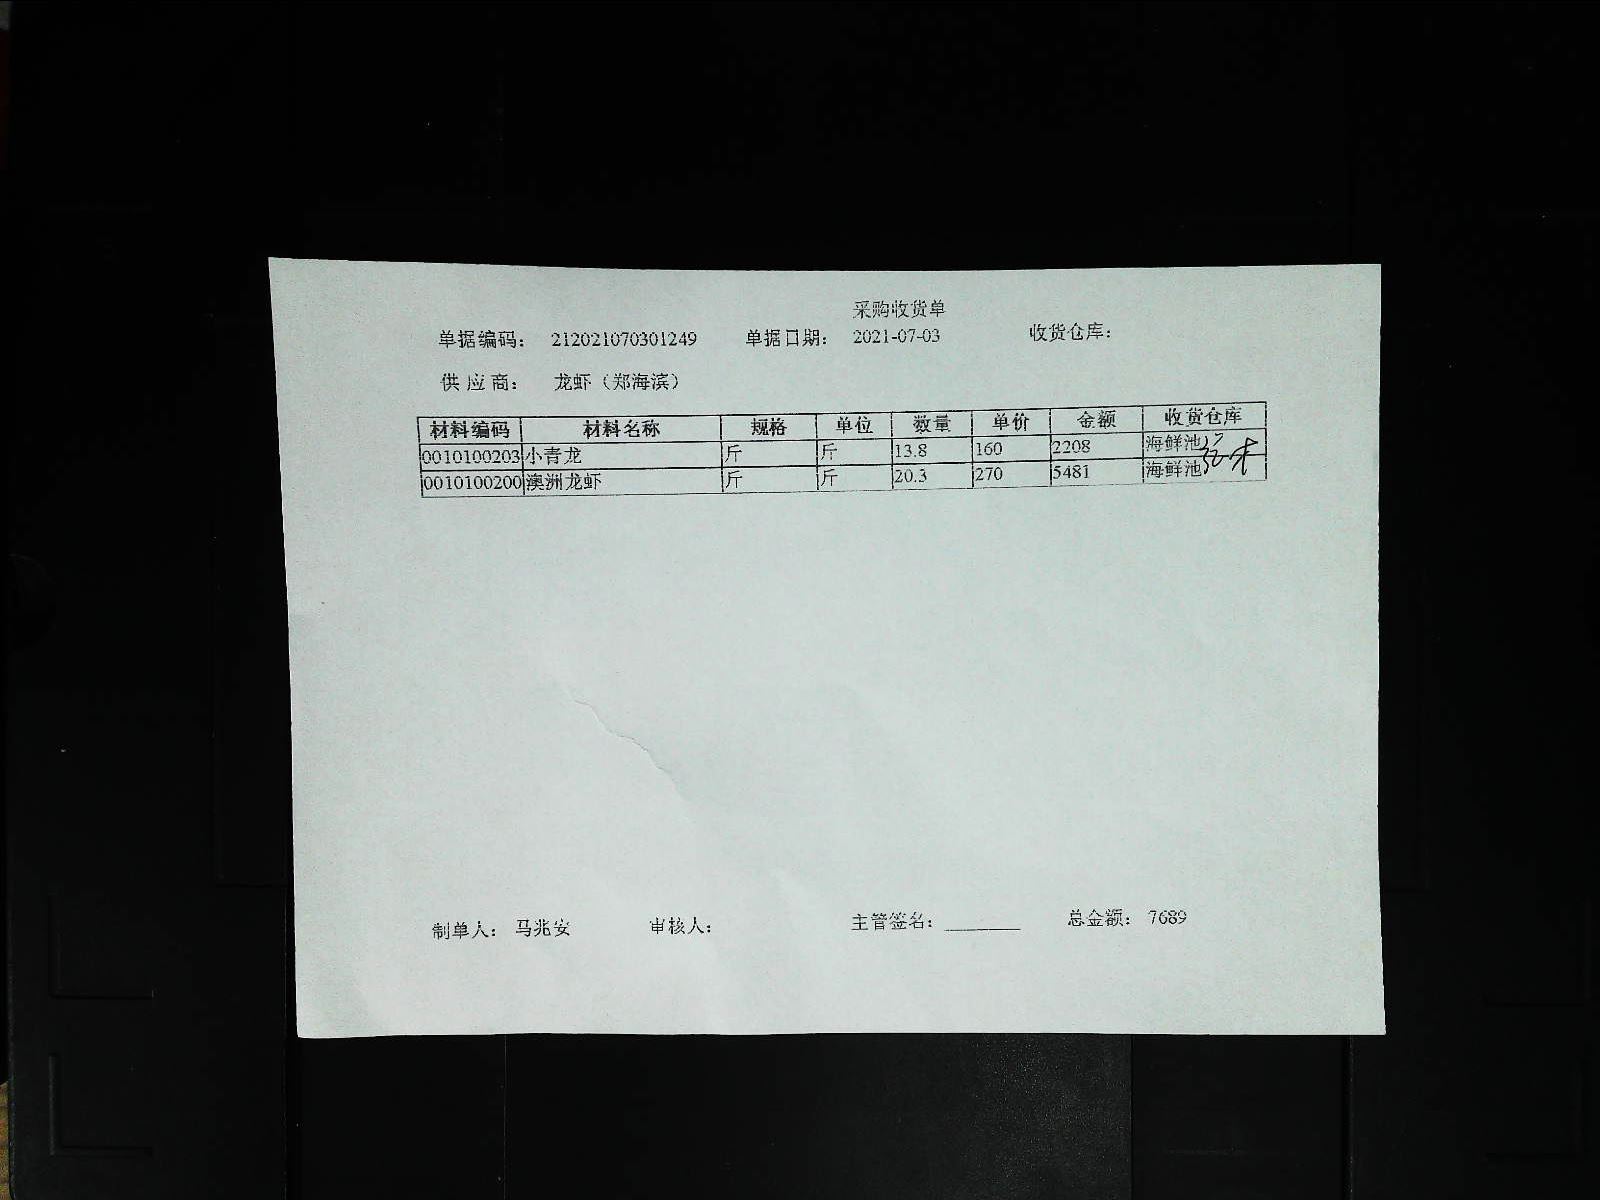 采购收货单
单据编码： 212021070301249 单据日期： 2021-07-03 收货仓库：
供 应 商： 龙虾（郑海滨）
材料编码 材料名称 规格 单位 数量 单价 金额 收货仓库
0010100203 小青龙 斤 斤 13.8 160 2208 海鲜池
0010100200 澳洲龙虾 斤 斤 20.3 270 5481 海鲜池
制单人： 马兆安 审核人： 主管签名： 总金额： 7689